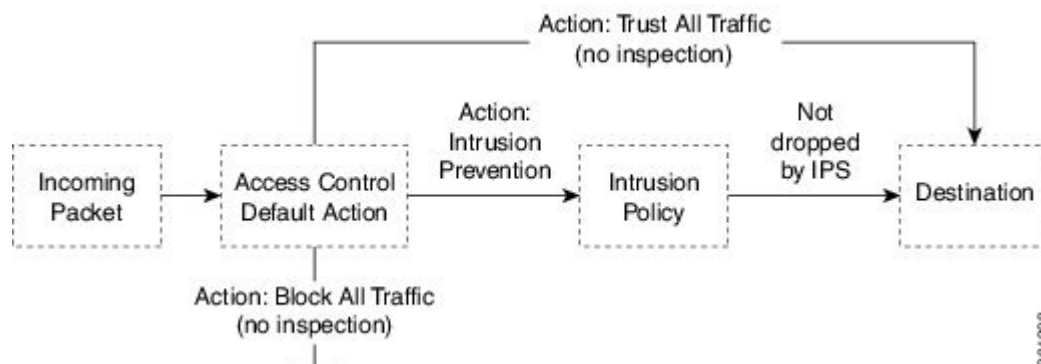 Action: Trust All Traffic
(no inspection)
Action:
Intrusion
Prevention
Not
dropped
by IPS
Incoming
Packet
Access Control
Default Action
Intrusion
Policy
Destination
Action: Block All Traffic
(no inspection)